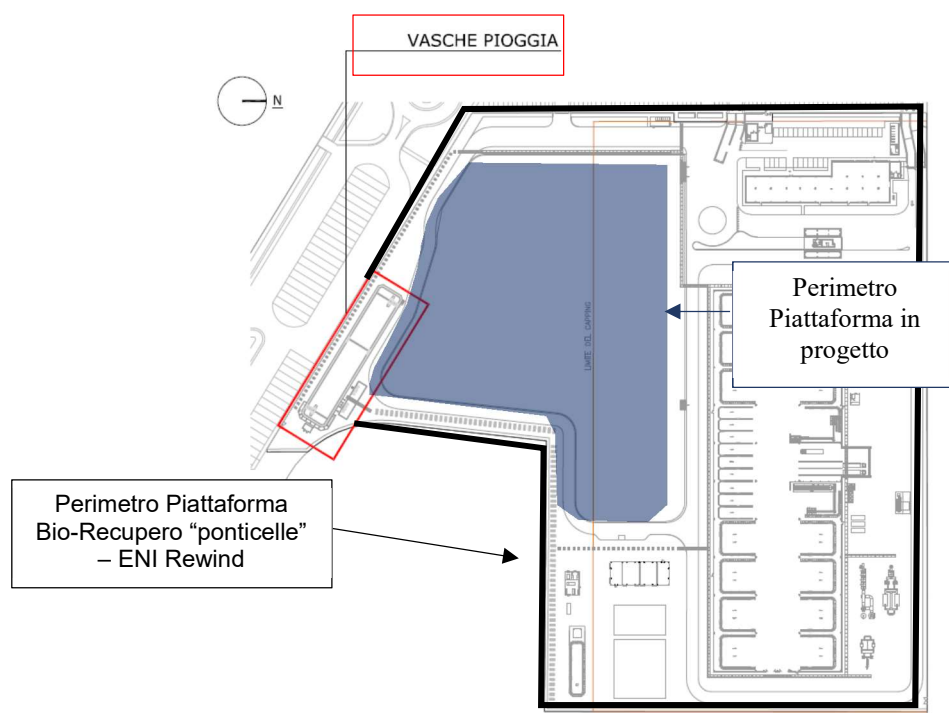 VASCHE PIOGGIA
N
Perimetro
Piattaforma in
progetto
LIMITE DEL CAPPING
Perimetro Piattaforma
Bio-Recupero “ponticelle”
– ENI Rewind